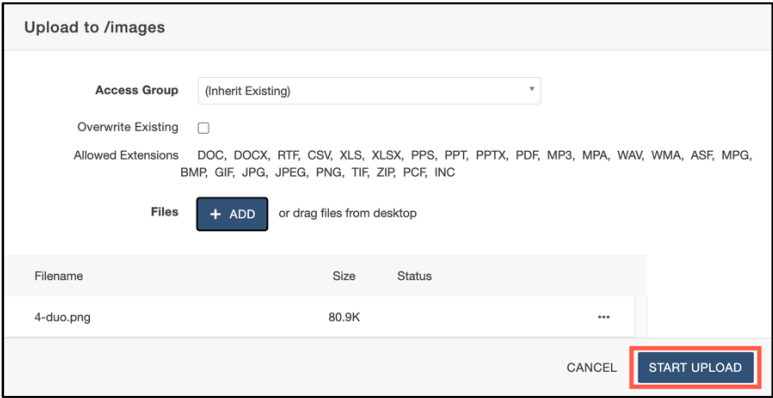 Upload to /images
Access Group (Inherit Existing)
Overwrite Existing
Allowed Extensions DOC, DOCX, RTF, CSV, XLS, XLSX, PPS, PPT, PPTX, PDF, MP3, MPA, WAV, WMA, ASF, MPG,
BMP, GIF, JPG, JPEG, PNG, TIF, ZIP, PCF, INC
Files + ADD or drag files from desktop
Filename Size Status
4-duo.png 80.9K ...
CANCEL START UPLOAD